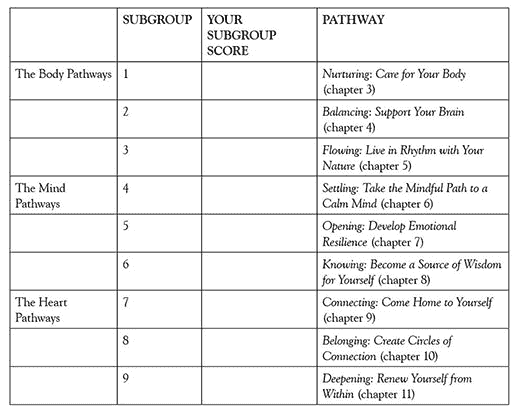 SUBGROUP YOUR SUBGROUP SCORE PATHWAY
The Body Pathways 1 Nurturing: Care for Your Body
(chapter 3)
2 Balancing: Support Your Brain
(chapter 4)
3 Flowing: Live in Rhythm with Your
Nature (chapter 5)
The Mind Pathways 4 Settling: Take the Mindful Path to a
Calm Mind (chapter 6)
5 Opening: Develop Emotional
Resilience (chapter 7)
6 Knowing: Become a Source of Wisdom
for Yourself (chapter 8)
The Heart Pathways 7 Connecting: Come Home to Yourself
(chapter 9)
8 Belonging: Create Circles of
Connection (chapter 10)
9 Deepening: Renew Yourself from
Within (chapter 11)